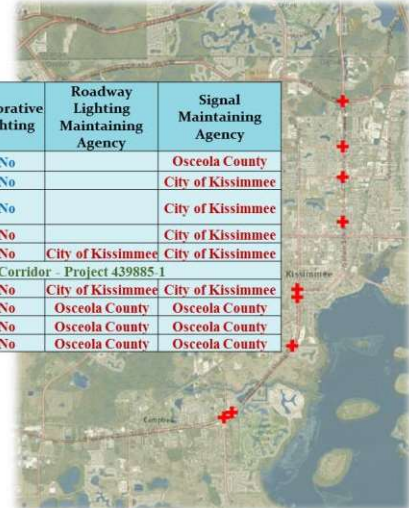 orative
hting
Roadway
Lighting
Maintaining
Agency
Signal
Maintaining
Agency
No Osceola County
No City of Kissimmee
No City of Kissimmee
No City of Kissimmee
No City of Kissimmee City of Kissimmee
Corridor - Project 439885-1
No City of Kissimmee City of Kissimmee
No Osceola County Osceola County
No Osceola County Osceola County
No Osceola County Osceola County
Kissimmee
Campbell